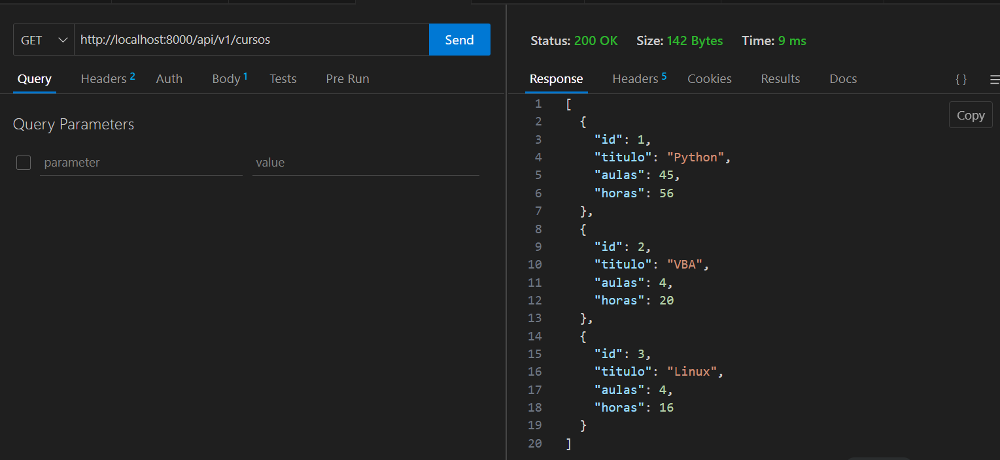 GET http://localhost:8000/api/v1/cursos Send
Query Headers 2 Auth Body 1 Tests Pre Run
Query Parameters
parameter value
Status: 200 OK Size: 142 Bytes Time: 9 ms
Response Headers 5 Cookies Results Docs { }
Copy
1 [
2 {
3 "id": 1,
4 "titulo": "Python",
5 "aulas": 45,
6 "horas": 56
7 },
8 {
9 "id": 2,
10 "titulo": "VBA",
11 "aulas": 4,
12 "horas": 20
13 },
14 {
15 "id": 3,
16 "titulo": "Linux",
17 "aulas": 4,
18 "horas": 16
19 }
20 ]